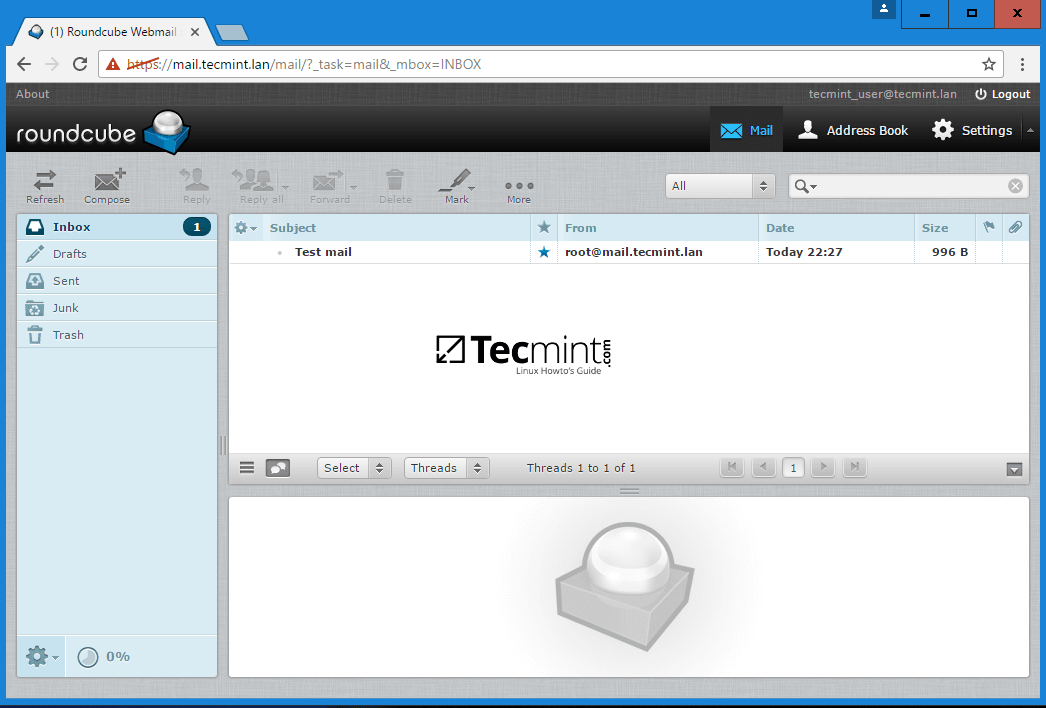 (1) Roundcube Webmail
https://mail.tecmint.lan/mail/?_task=mail&_mbox=INBOX
About
tecmint_user@tecmint.lan Logout
roundcube
Mail Address Book Settings
Refresh Compose Reply Reply all Forward Delete Mark More
All
Inbox 1
Drafts
Sent
Junk
Trash
Subject From Date Size
Test mail root@mail.tecmint.lan Today 22:27 996 B
Tecmint.com
Linux Howto's Guide
Select Threads Threads 1 to 1 of 1 1
0%